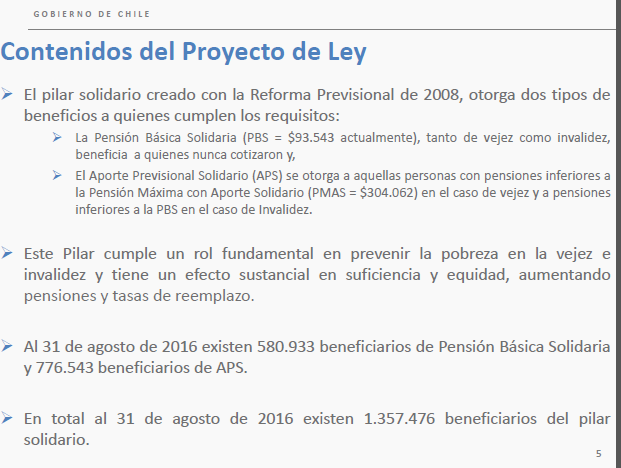 GOBIERNO DE CHILE
Contenidos del Proyecto de Ley
El pilar solidario creado con la Reforma Previsional de 2008, otorga dos tipos de
beneficios a quienes cumplen los requisitos:
La Pensión Básica Solidaria (PBS = $93.543 actualmente), tanto de vejez como invalidez,
beneficia a quienes nunca cotizaron y,
El Aporte Previsional Solidario (APS) se otorga a aquellas personas con pensiones inferiores a
la Pensión Máxima con Aporte Solidario (PMAS = $304.062) en el caso de vejez y a pensiones
inferiores a la PBS en el caso de Invalidez.
Este Pilar cumple un rol fundamental en prevenir la pobreza en la vejez e
invalidez y tiene un efecto sustancial en suficiencia y equidad, aumentando
pensiones y tasas de reemplazo.
Al 31 de agosto de 2016 existen 580.933 beneficiarios de Pensión Básica Solidaria
y 776.543 beneficiarios de APS.
En total al 31 de agosto de 2016 existen 1.357.476 beneficiarios del pilar
solidario.
5